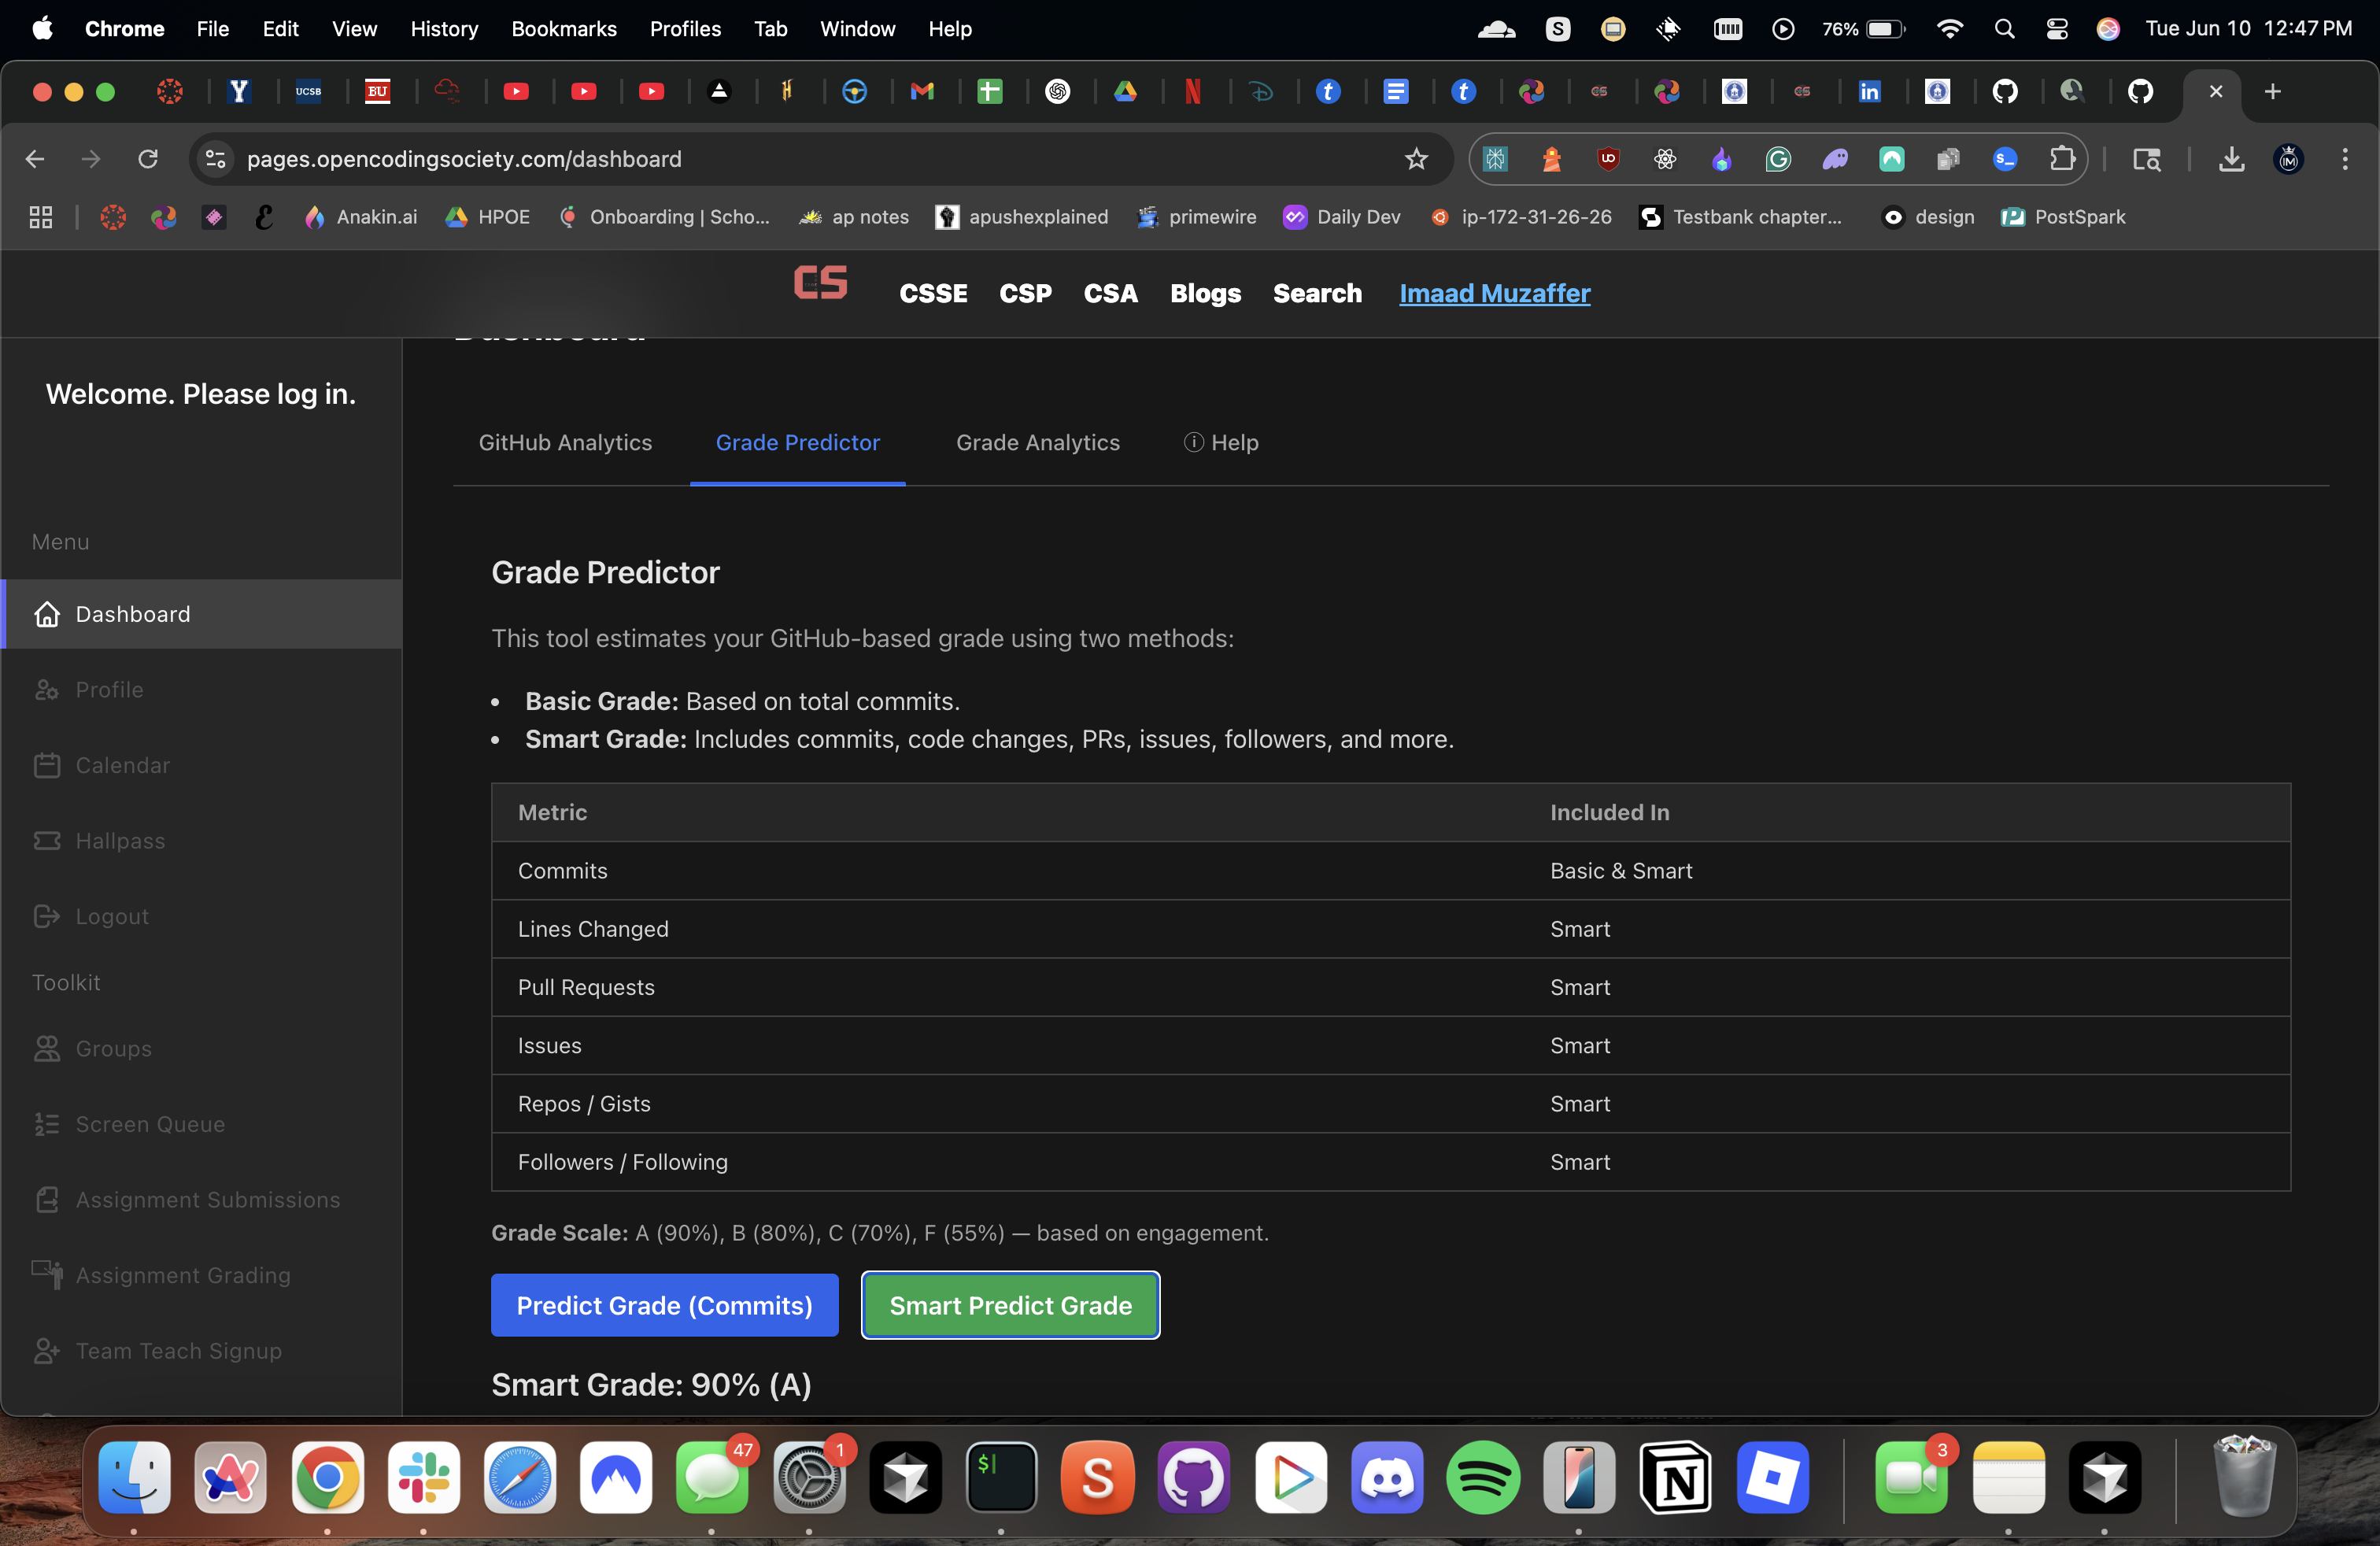 Chrome File Edit View History Bookmarks Profiles Tab Window Help 76% Tue Jun 10 12:47 PM
Y UCSB BU
pages.opencodingsociety.com/dashboard
Anakin.ai HPOE Onboarding | Scho... ap notes apushexplained primewire Daily Dev ip-172-31-26-26 Testbank chapter... design PostSpark
CS CSSE CSP CSA Blogs Search Imaad Muzaffer
Dashboard
Welcome. Please log in.
GitHub Analytics Grade Predictor Grade Analytics Help
Menu
Dashboard
Profile
Calendar
Hallpass
Logout
Toolkit
Groups
Screen Queue
Assignment Submissions
Assignment Grading
Team Teach Signup
Grade Predictor
This tool estimates your GitHub-based grade using two methods:
• Basic Grade: Based on total commits.
• Smart Grade: Includes commits, code changes, PRs, issues, followers, and more.
Metric Included In
Commits Basic & Smart
Lines Changed Smart
Pull Requests Smart
Issues Smart
Repos / Gists Smart
Followers / Following Smart
Grade Scale: A (90%), B (80%), C (70%), F (55%) — based on engagement.
Predict Grade (Commits) Smart Predict Grade
Smart Grade: 90% (A)
47 1 3